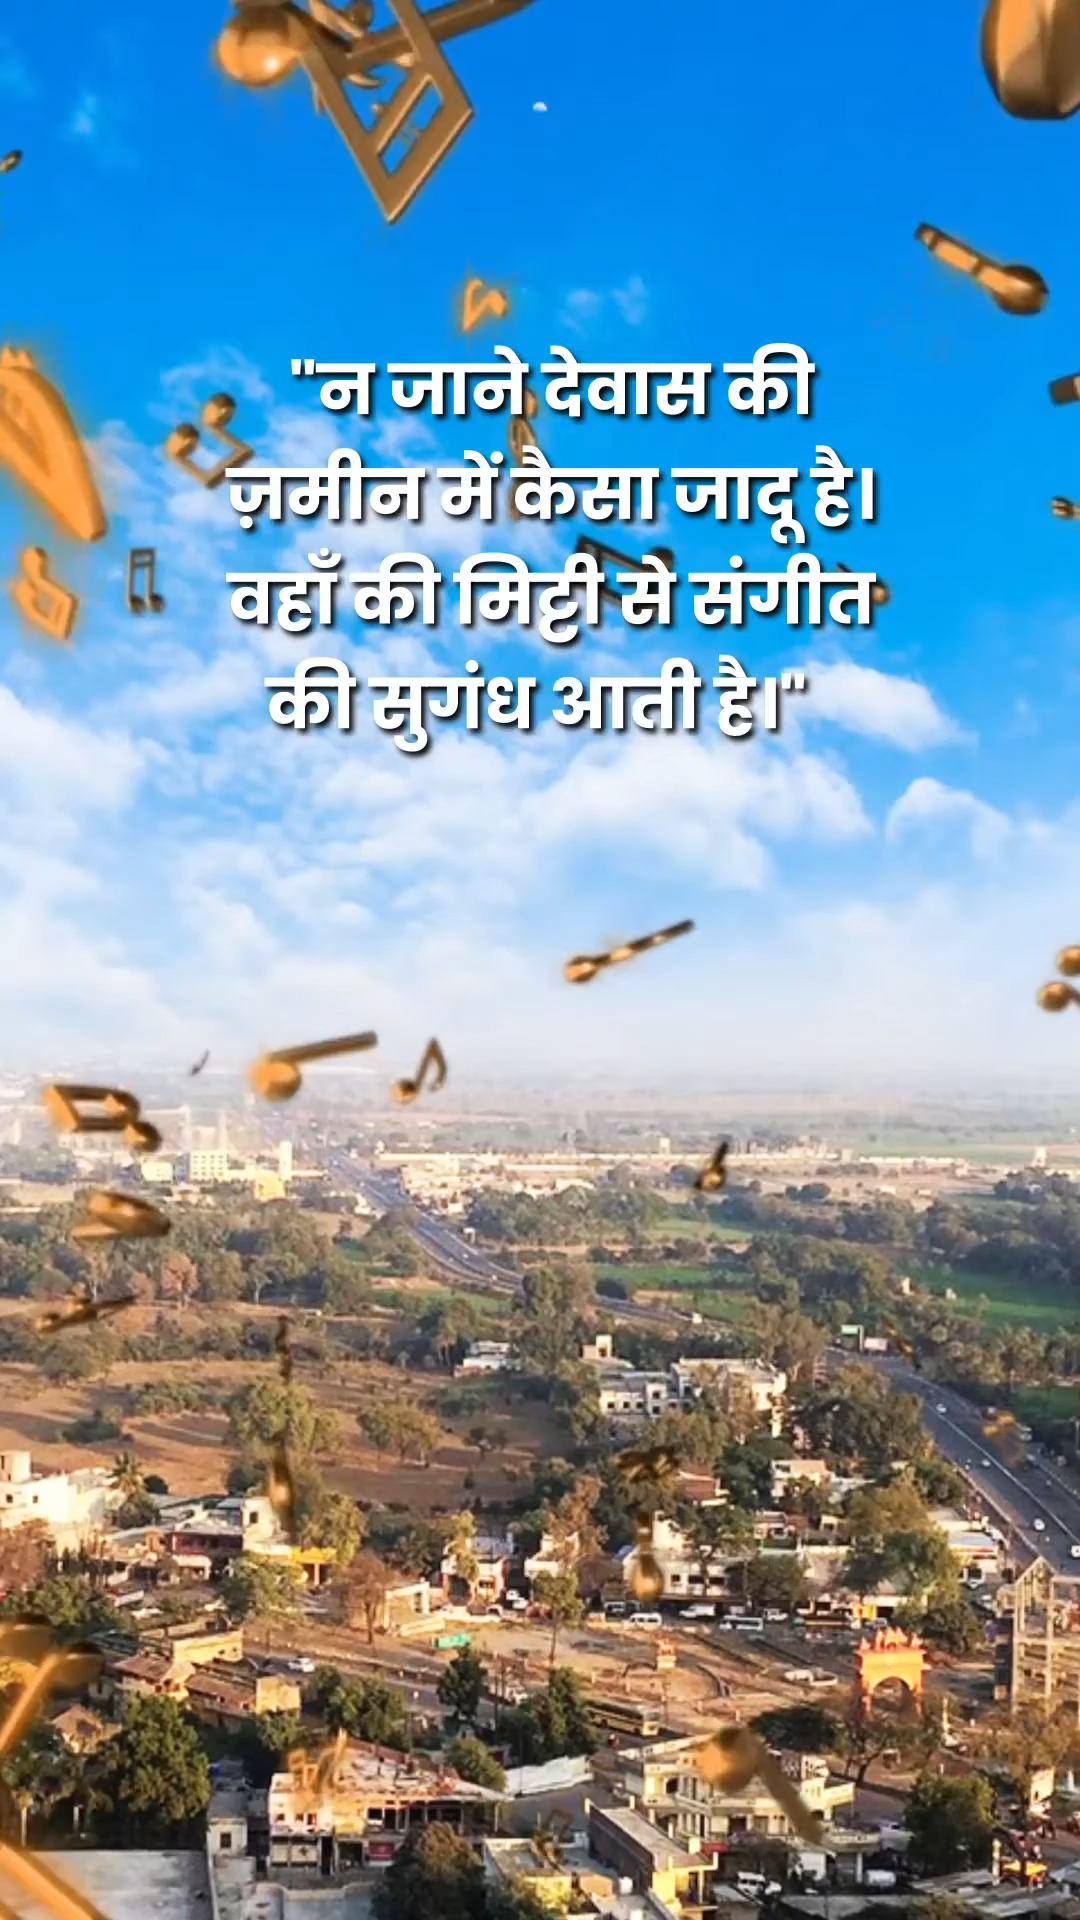 "न जाने देवास की
ज़मीन में कैसा जादू है।
वहाँ की मिट्टी से संगीत
की सुगंध आती है।"